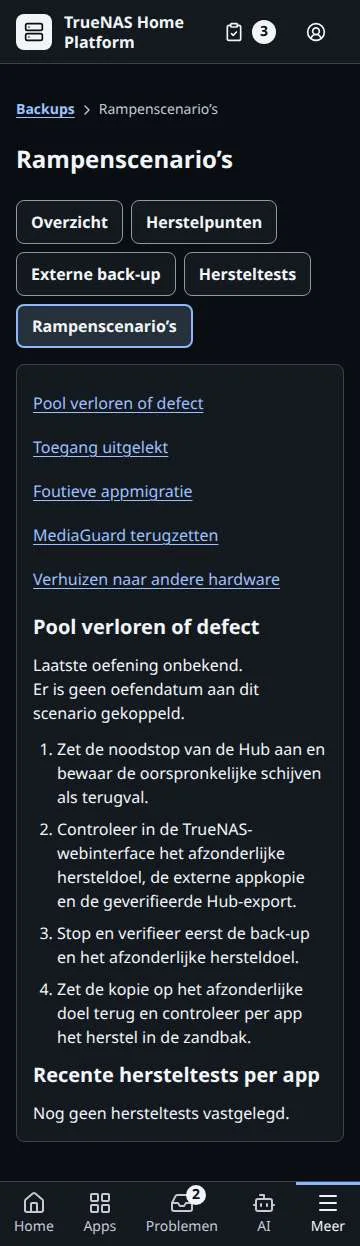 TrueNAS Home
Platform
3
Backups > Rampenscenario’s
Rampenscenario’s
Overzicht
Herstelpunten
Externe back-up
Hersteltests
Rampenscenario’s
Pool verloren of defect
Toegang uitgelekt
Foutieve appmigratie
MediaGuard terugzetten
Verhuizen naar andere hardware
Pool verloren of defect
Laatste oefening onbekend.
Er is geen oefendatum aan dit
scenario gekoppeld.
1. Zet de noodstop van de Hub aan en
bewaar de oorspronkelijke schijven
als terugval.
2. Controleer in de TrueNAS-
webinterface het afzonderlijke
hersteldoel, de externe appkopie
en de geverifieerde Hub-export.
3. Stop en verifieer eerst de back-up
en het afzonderlijke hersteldoel.
4. Zet de kopie op het afzonderlijke
doel terug en controleer per app
het herstel in de zandbak.
Recente hersteltests per app
Nog geen hersteltests vastgelegd.
2
Home
Apps
Problemen
AI
Meer